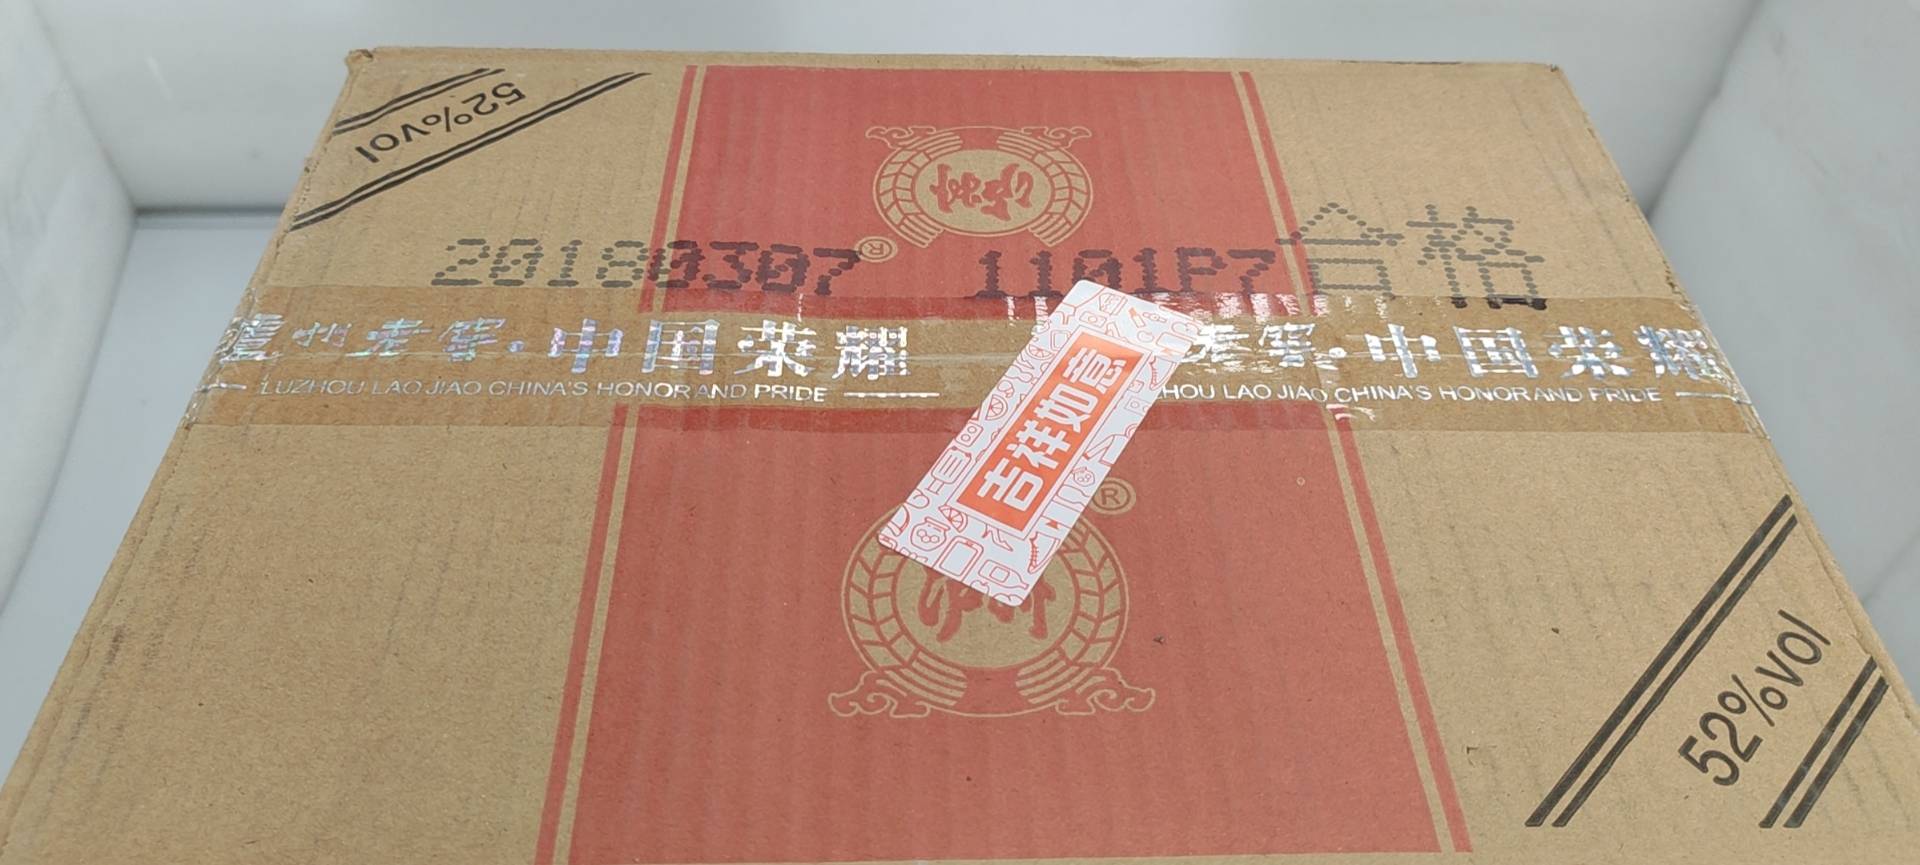 52%vol
®
20180307 1101P7合格
泸州老窖·中国荣耀
老窖·中国荣耀
LUZHOU LAO JIAO CHINA'S HONOR AND PRIDE
ZHOU LAO JIAO CHINA'S HONOR AND PRIDE
吉祥如意
®
52%vol